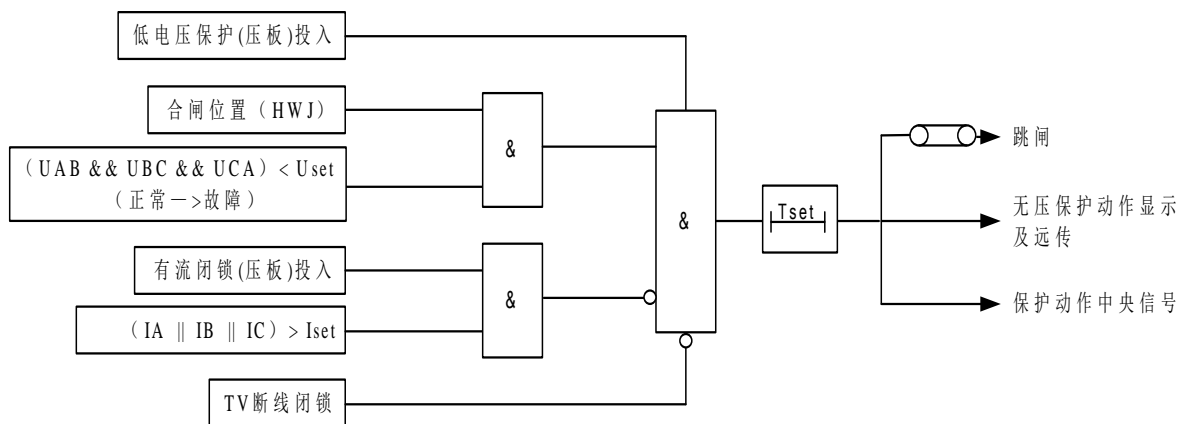 低电压保护(压板)投入
合闸位置（HWJ）
（UAB && UBC && UCA）< Uset
（正常－>故障）
有流闭锁(压板)投入
（IA || IB || IC）> Iset
TV断线闭锁
&
&
&
Tset
跳闸
无压保护动作显示
及远传
保护动作中央信号